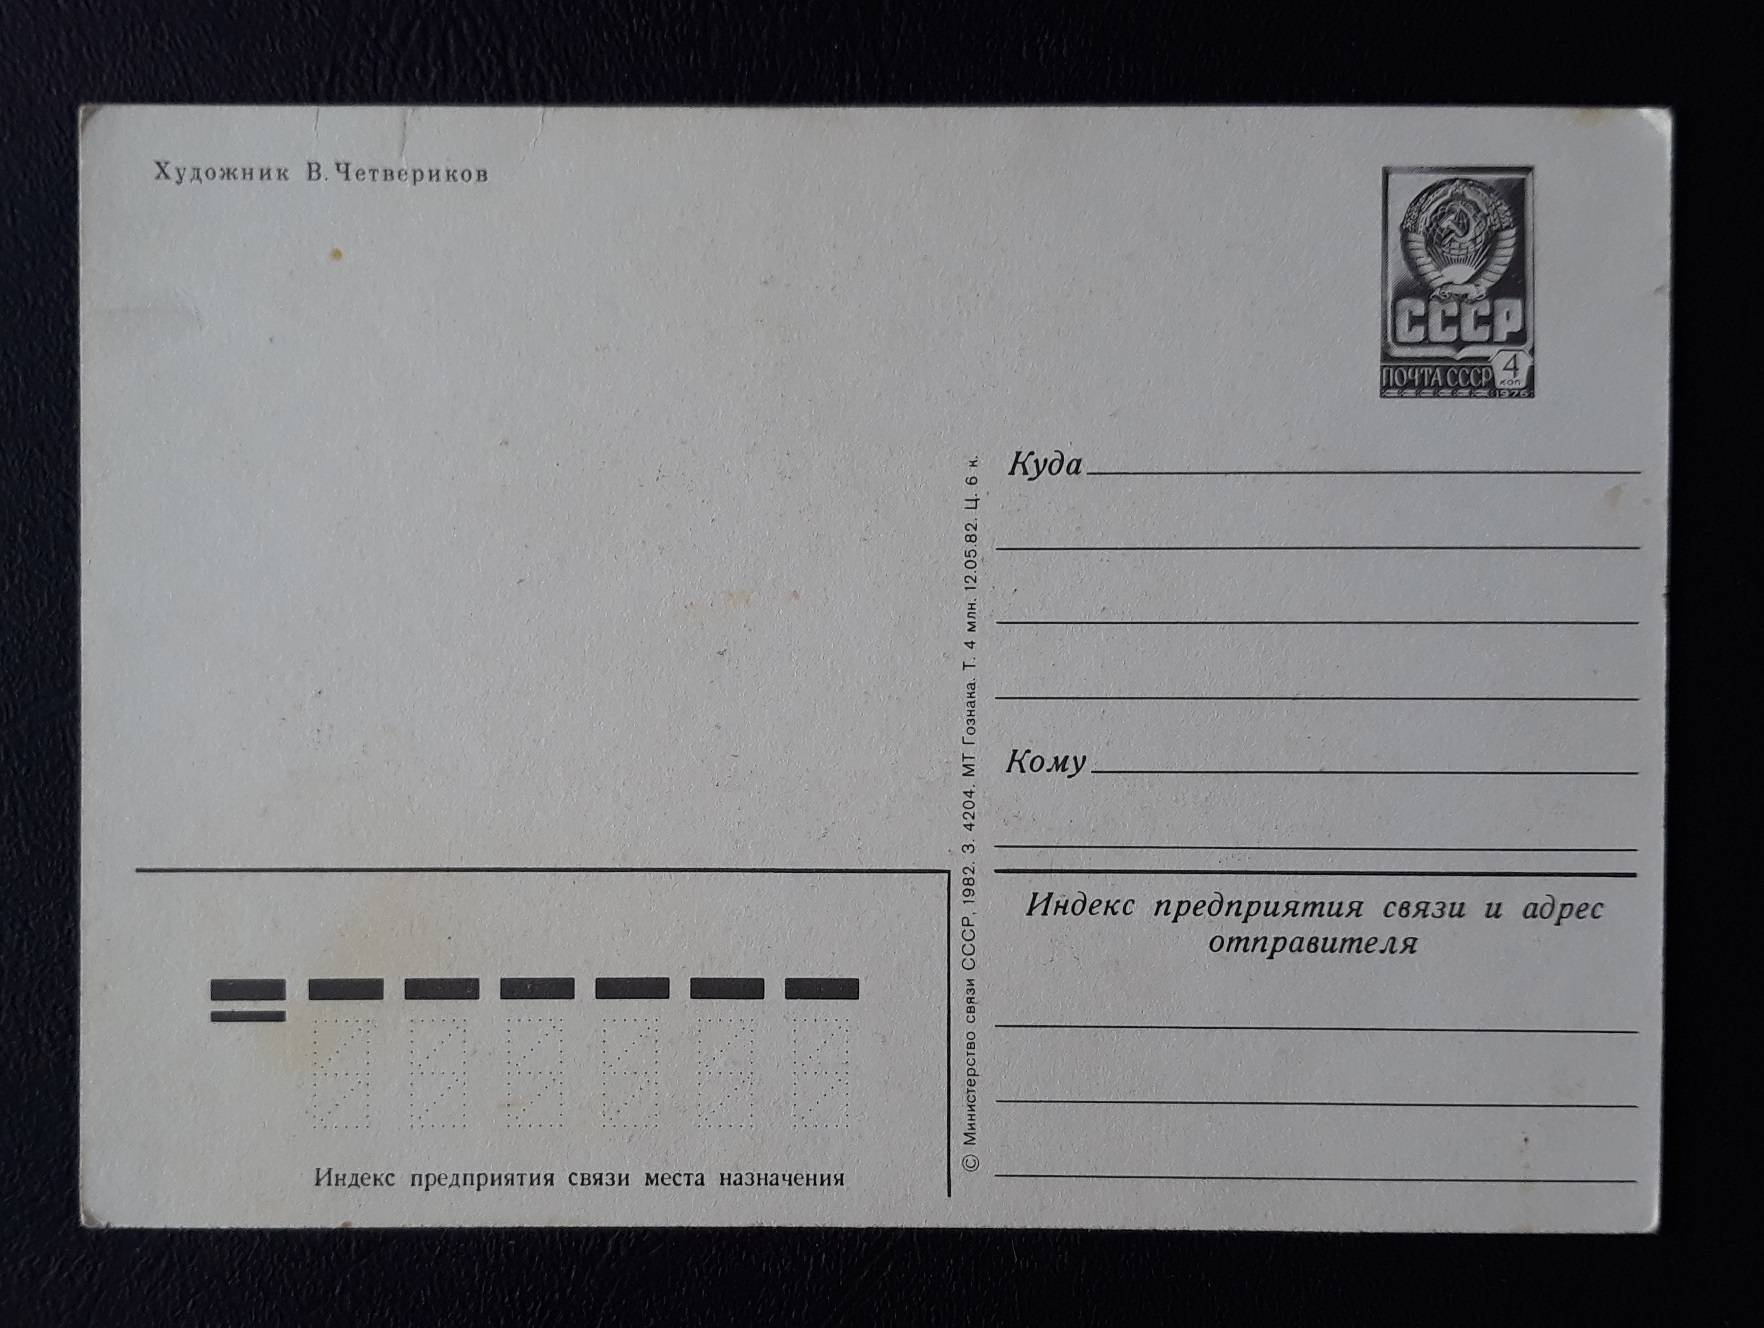 Художник В. Четвериков
СССР
ПОЧТА СССР
4
коп
1976
Куда
Кому
© Министерство связи СССР, 1982. З. 4204. МТ Гознака. Т. 4 млн. 12.05.82. Ц. 6 к.
Индекс предприятия связи и адрес
отправителя
Индекс предприятия связи места назначения